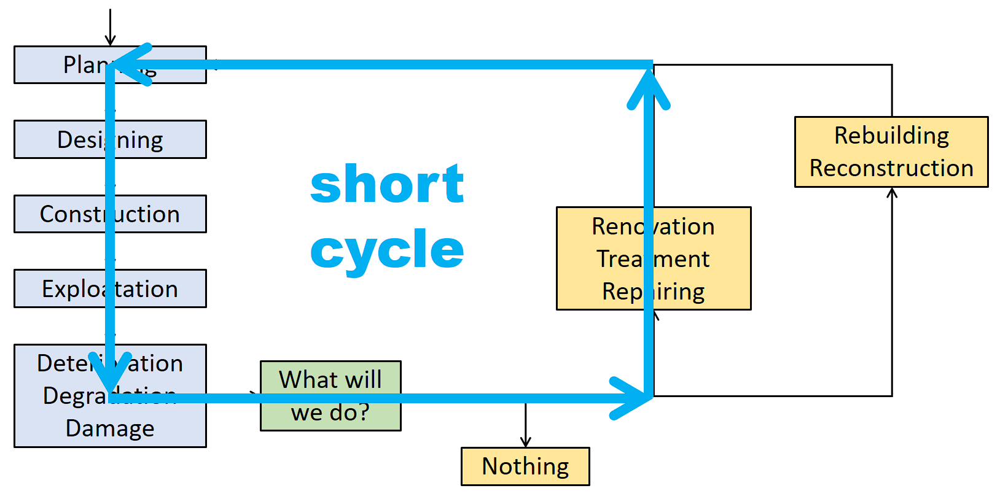 Planning
Designing
Construction
Exploatation
Deterioration
Degradation
Damage
What will
we do?
Nothing
short
cycle
Renovation
Treatment
Repairing
Rebuilding
Reconstruction